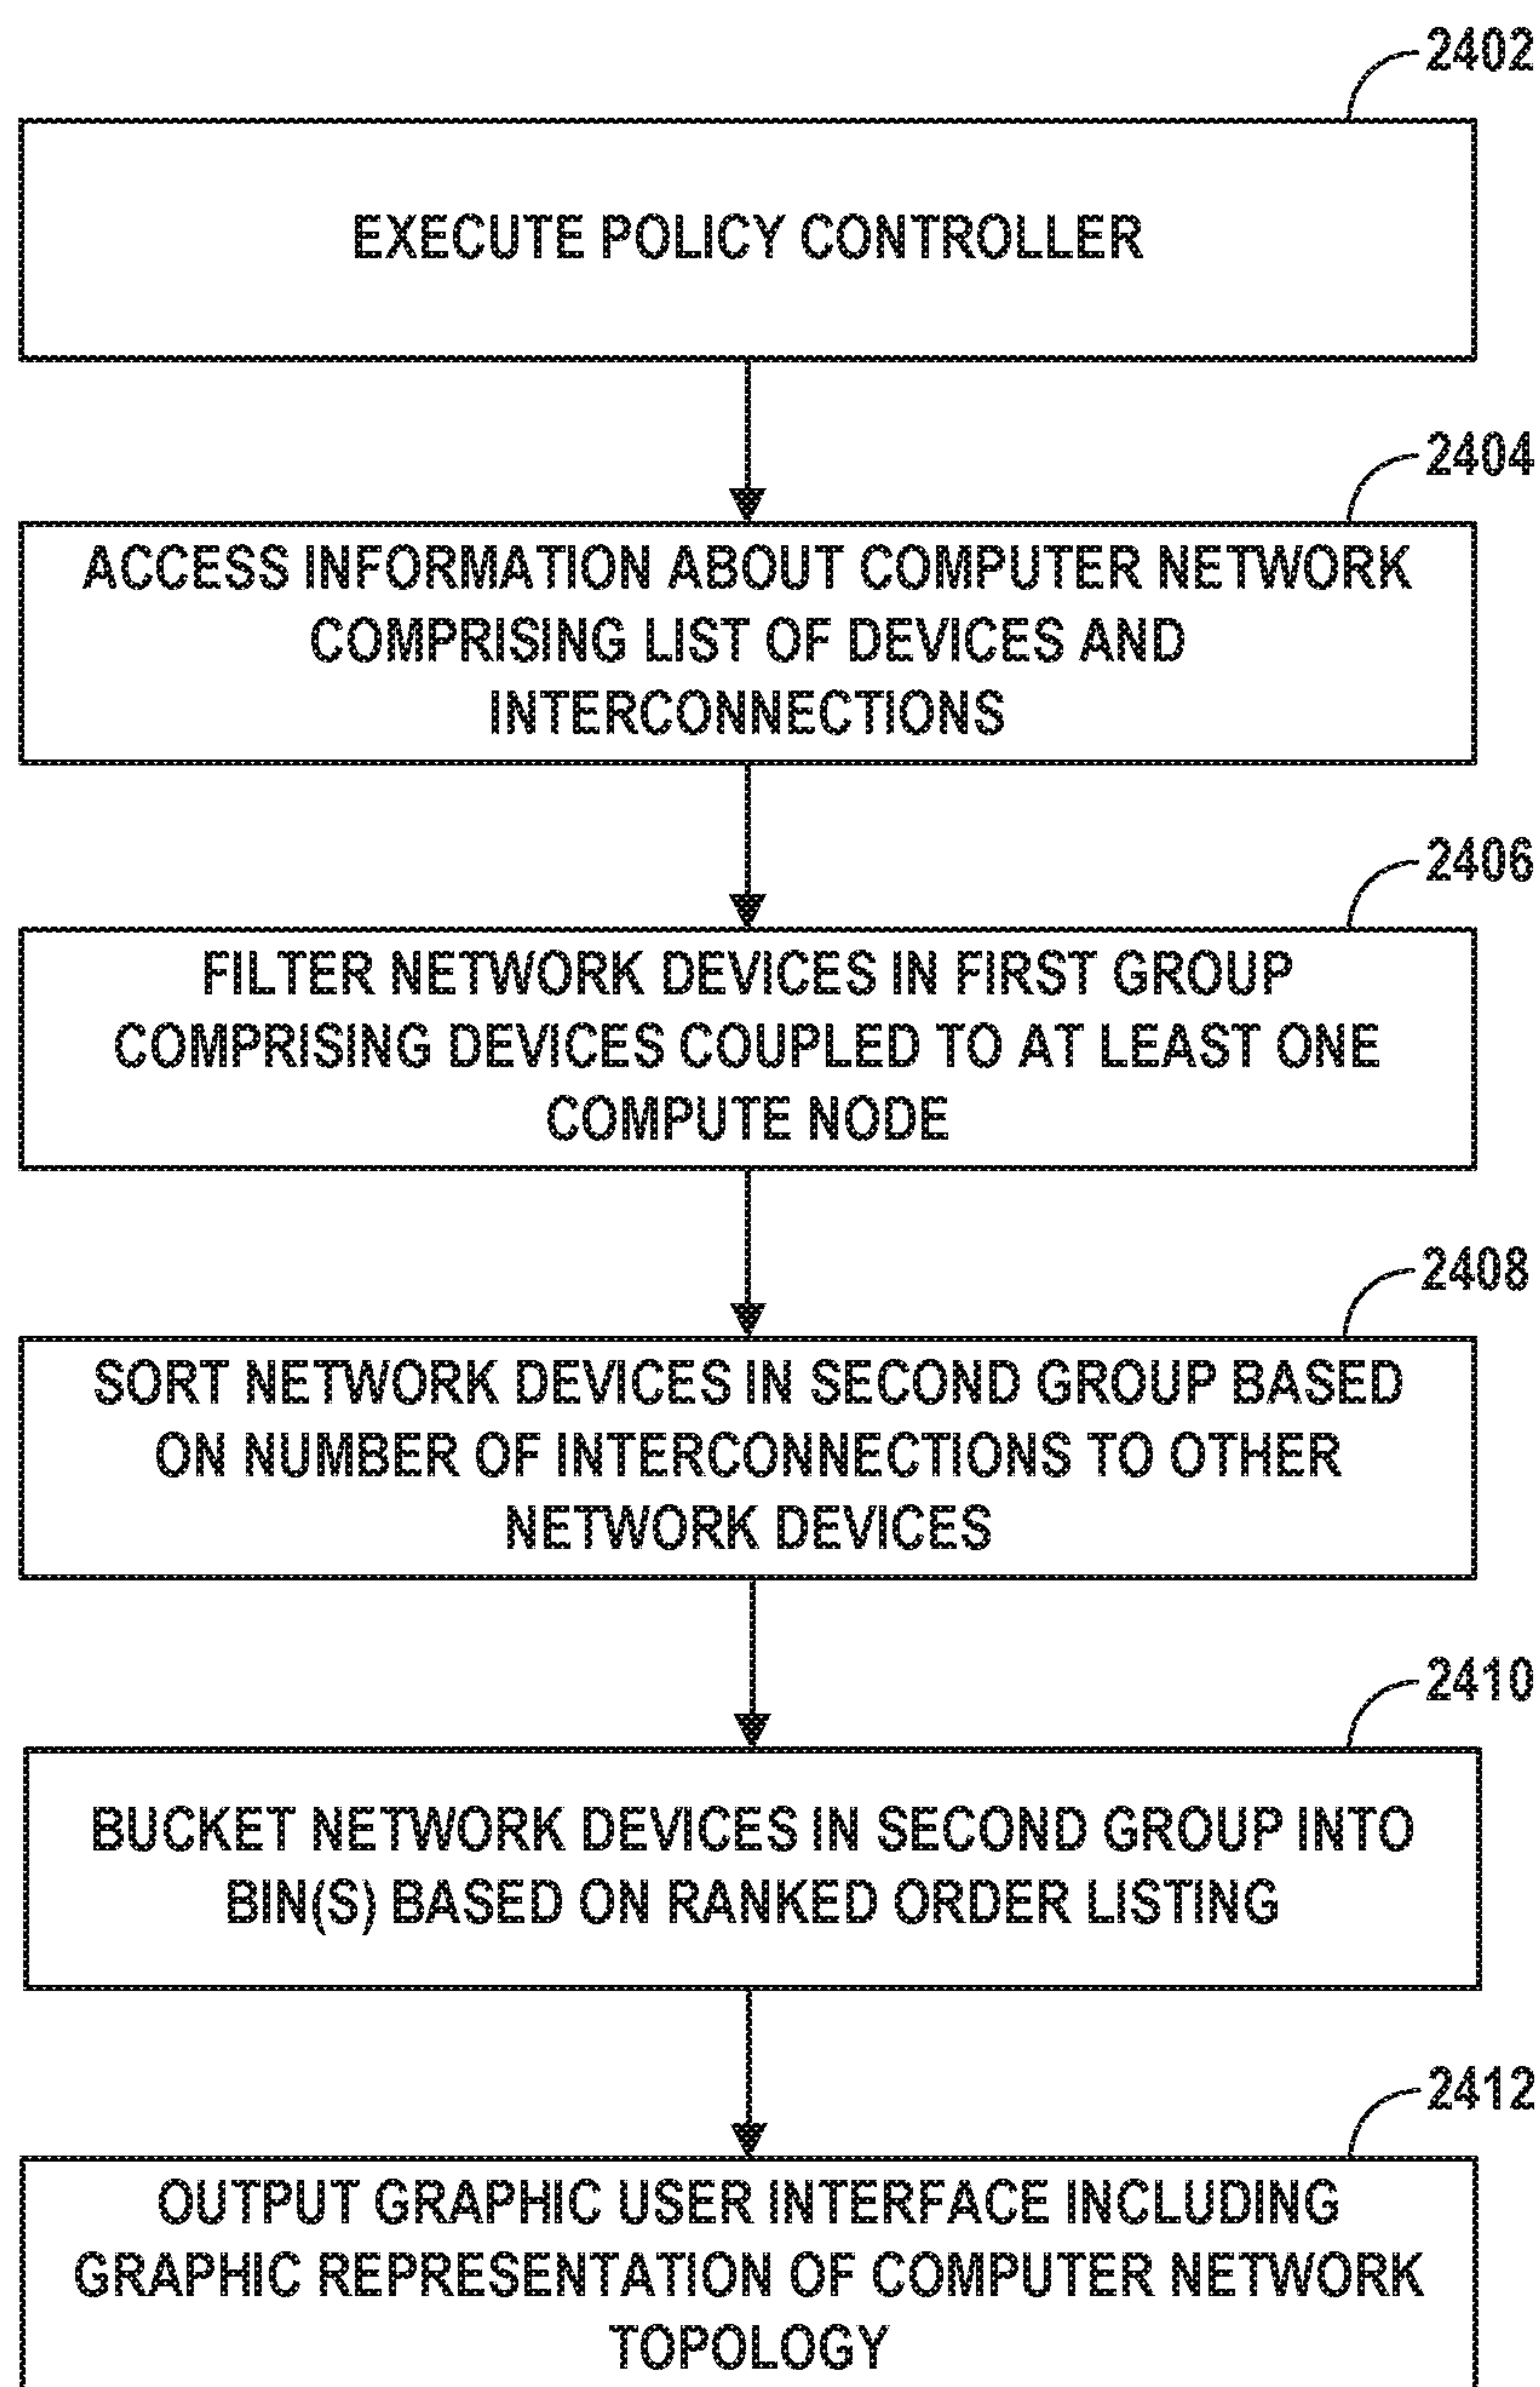 2402
EXECUTE POLICY CONTROLLER
2404
ACCESS INFORMATION ABOUT COMPUTER NETWORK
COMPRISING LIST OF DEVICES AND
INTERCONNECTIONS
2406
FILTER NETWORK DEVICES IN FIRST GROUP
COMPRISING DEVICES COUPLED TO AT LEAST ONE
COMPUTE NODE
2408
SORT NETWORK DEVICES IN SECOND GROUP BASED
ON NUMBER OF INTERCONNECTIONS TO OTHER
NETWORK DEVICES
2410
BUCKET NETWORK DEVICES IN SECOND GROUP INTO
BIN(S) BASED ON RANKED ORDER LISTING
2412
OUTPUT GRAPHIC USER INTERFACE INCLUDING
GRAPHIC REPRESENTATION OF COMPUTER NETWORK
TOPOLOGY